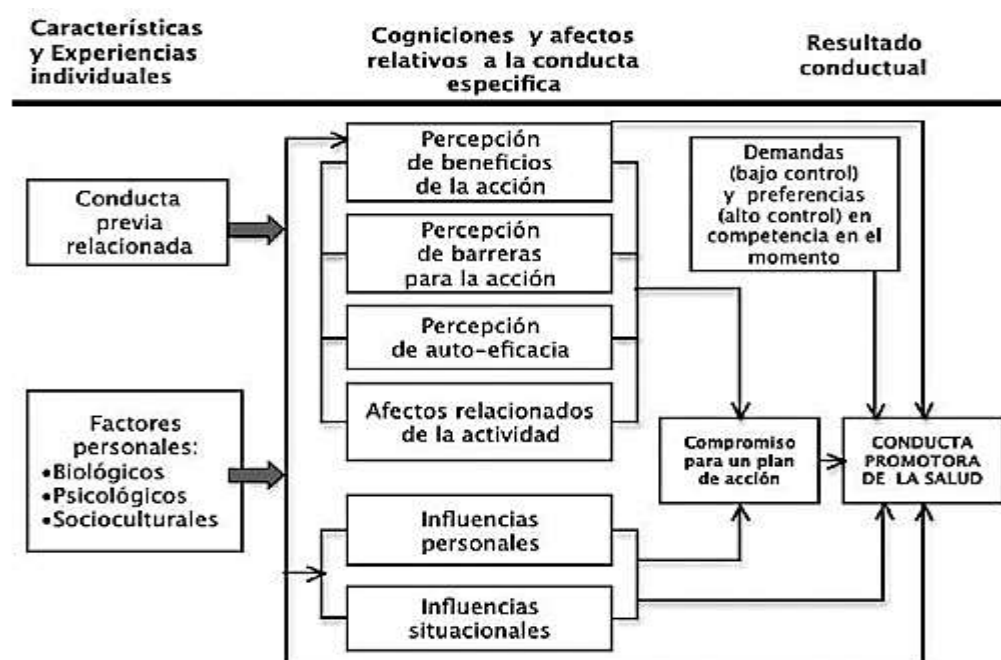 Características
y Experiencias
individuales
Cogniciones y afectos
relativos a la conducta
especifica
Resultado
conductual
Conducta
previa
relacionada
Factores
personales:
•Biológicos
•Psicológicos
•Socioculturales
Percepción
de beneficios
de la acción
Percepción
de barreras
para la acción
Percepción
de auto-eficacia
Afectos relacionados
de la actividad
Influencias
personales
Influencias
situacionales
Demandas
(bajo control)
y preferencias
(alto control) en
competencia en el
momento
Compromiso
para un plan
de acción
CONDUCTA
PROMOTORA
DE LA SALUD